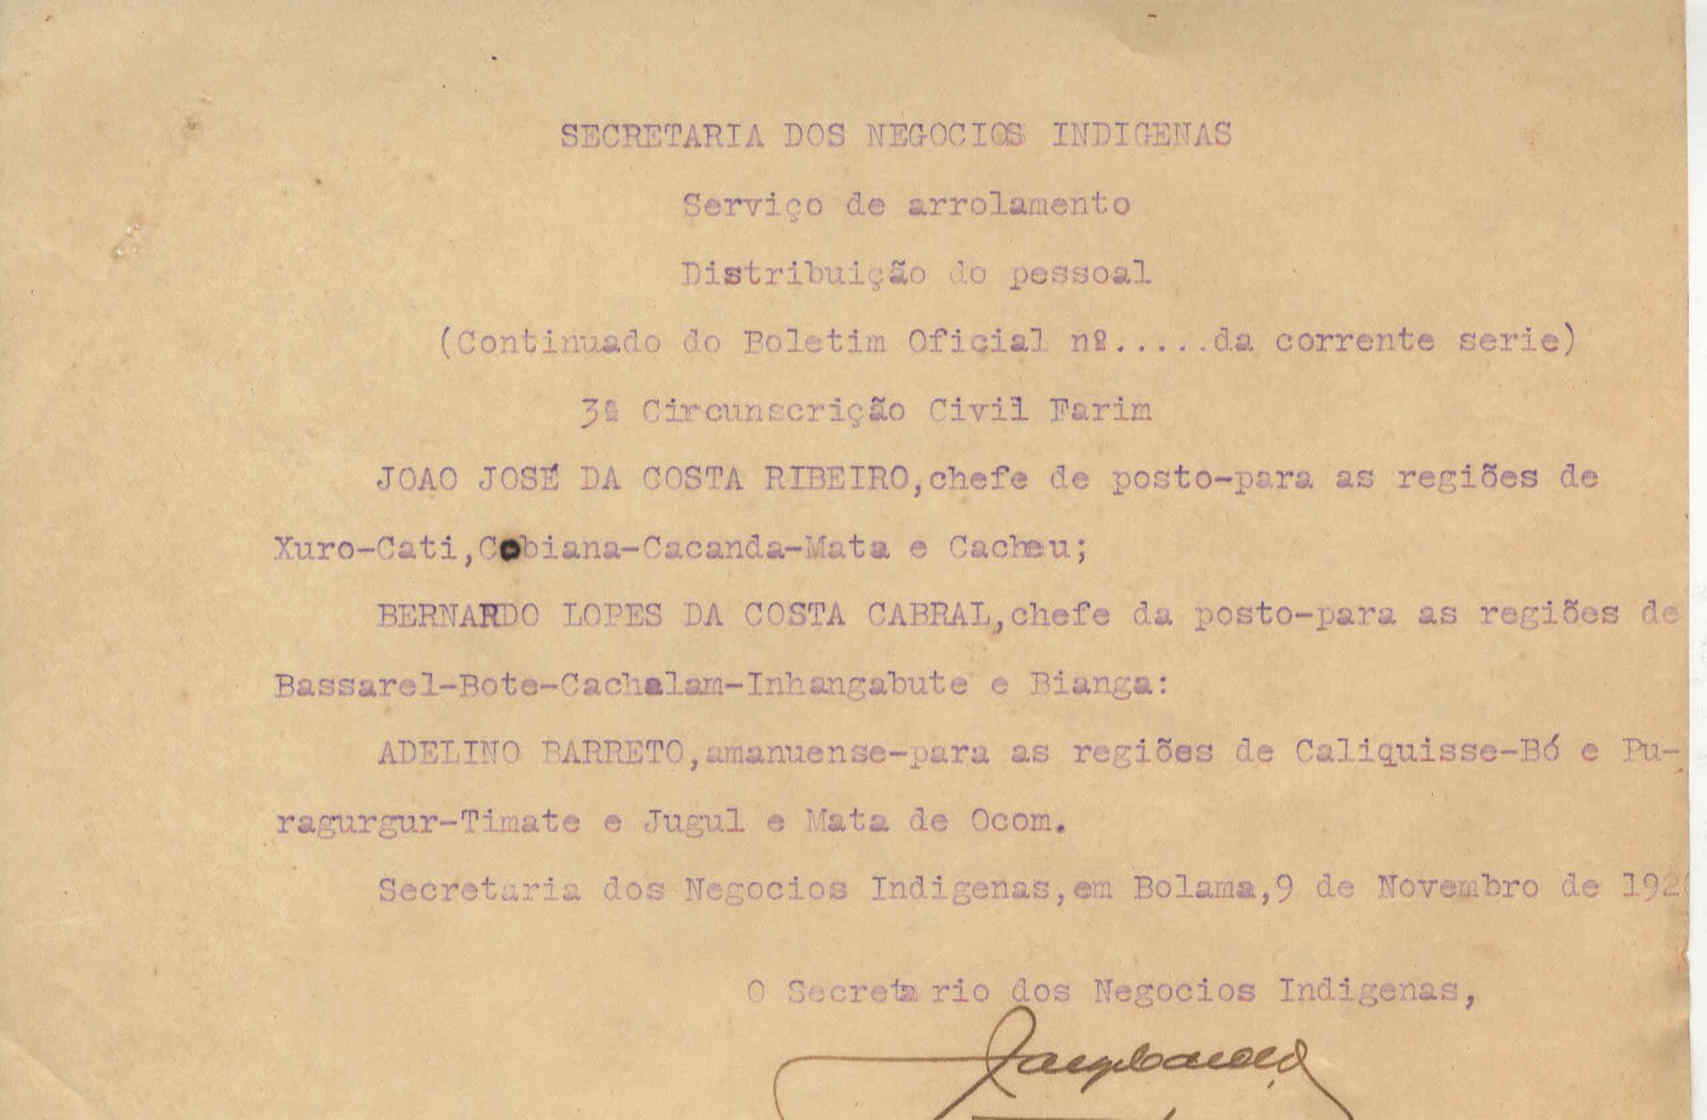 SECRETARIA DOS NEGOCIOS INDIGENAS
Serviço de arrolamento
Distribuição do pessoal
(Continuado do Boletim Oficial nº.....da corrente serie)
3ª Circunscrição Civil Farim
JOAO JOSÉ DA COSTA RIBEIRO,chefe de posto-para as regiões de
Xuro-Cati,Cobiana-Cacanda-Mata e Cacheu;
BERNARDO LOPES DA COSTA CABRAL,chefe da posto-para as regiões de
Bassarel-Bote-Cachalam-Inhangabute e Bianga:
ADELINO BARRETO,amanuense-para as regiões de Caliquisse-Bó e Pu-
ragurgur-Timate e Jugul e Mata de Ocom.
Secretaria dos Negocios Indigenas,em Bolama,9 de Novembro de
O Secretario dos Negocios Indigenas,